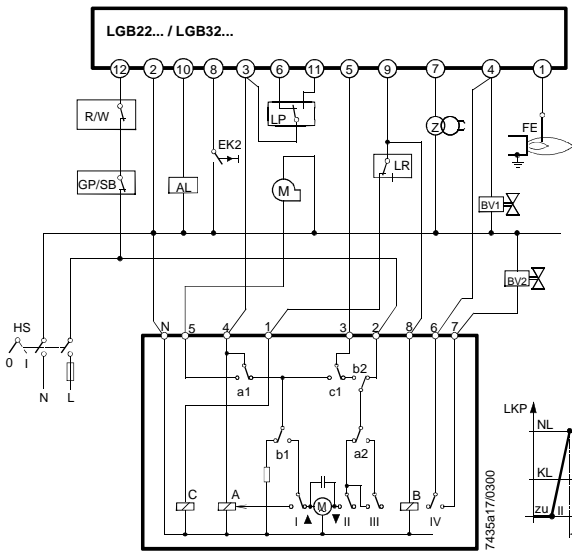 LGB22... / LGB32...
12 2 10 8 3 6 11 5 9 7 4 1
R/W
LP
EK2
Z
FE
GP/SB
AL
M
LR
BV1
BV2
HS
0 I
N L
N 5 4 1 3 2 8 6 7
a1 c1 b2
b1 a2
C A M B
I II III IV
LKP
NL
KL
zu II
7435a17/0300